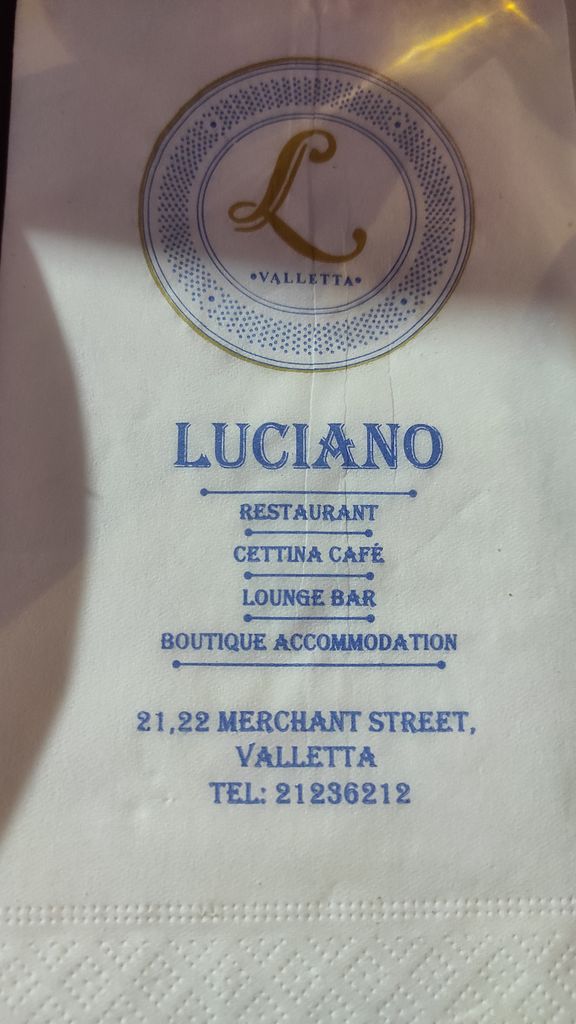 L
•VALLETTA•
LUCIANO
RESTAURANT
CETTINA CAFÉ
LOUNGE BAR
BOUTIQUE ACCOMMODATION
21,22 MERCHANT STREET,
VALLETTA
TEL: 21236212